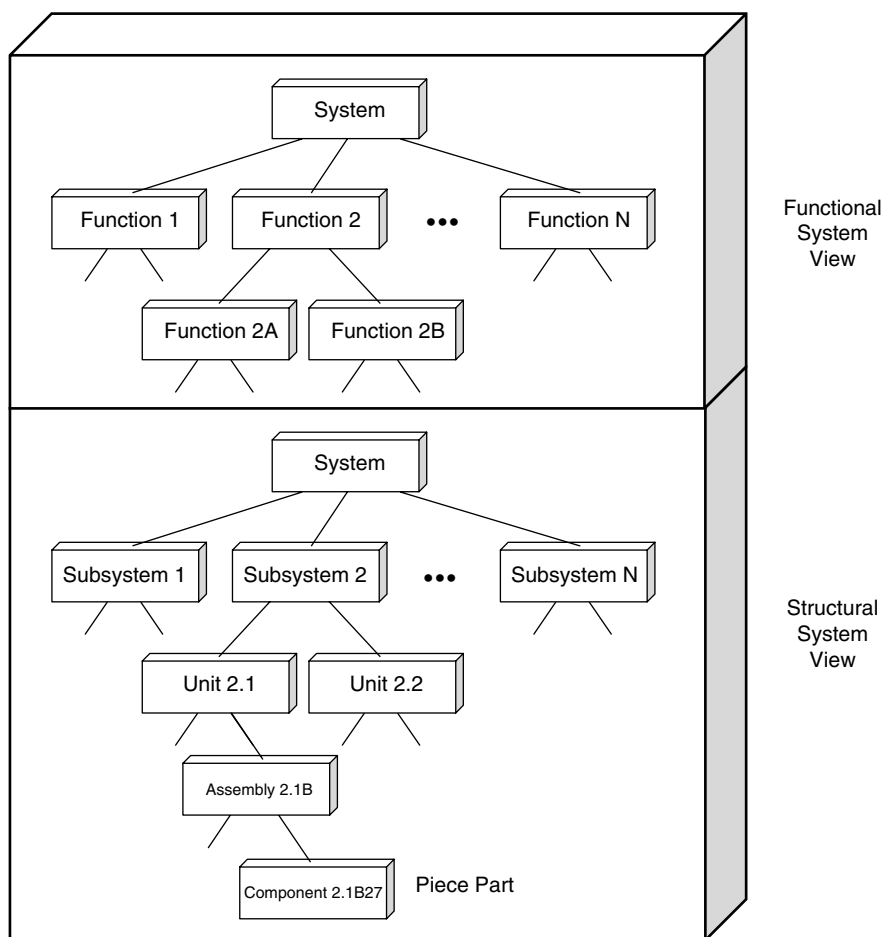 System
Function 1
Function 2
•••
Function N
Functional
System
View
Function 2A
Function 2B
System
Subsystem 1
Subsystem 2
•••
Subsystem N
Structural
System
View
Unit 2.1
Unit 2.2
Assembly 2.1B
Component 2.1B27
Piece Part